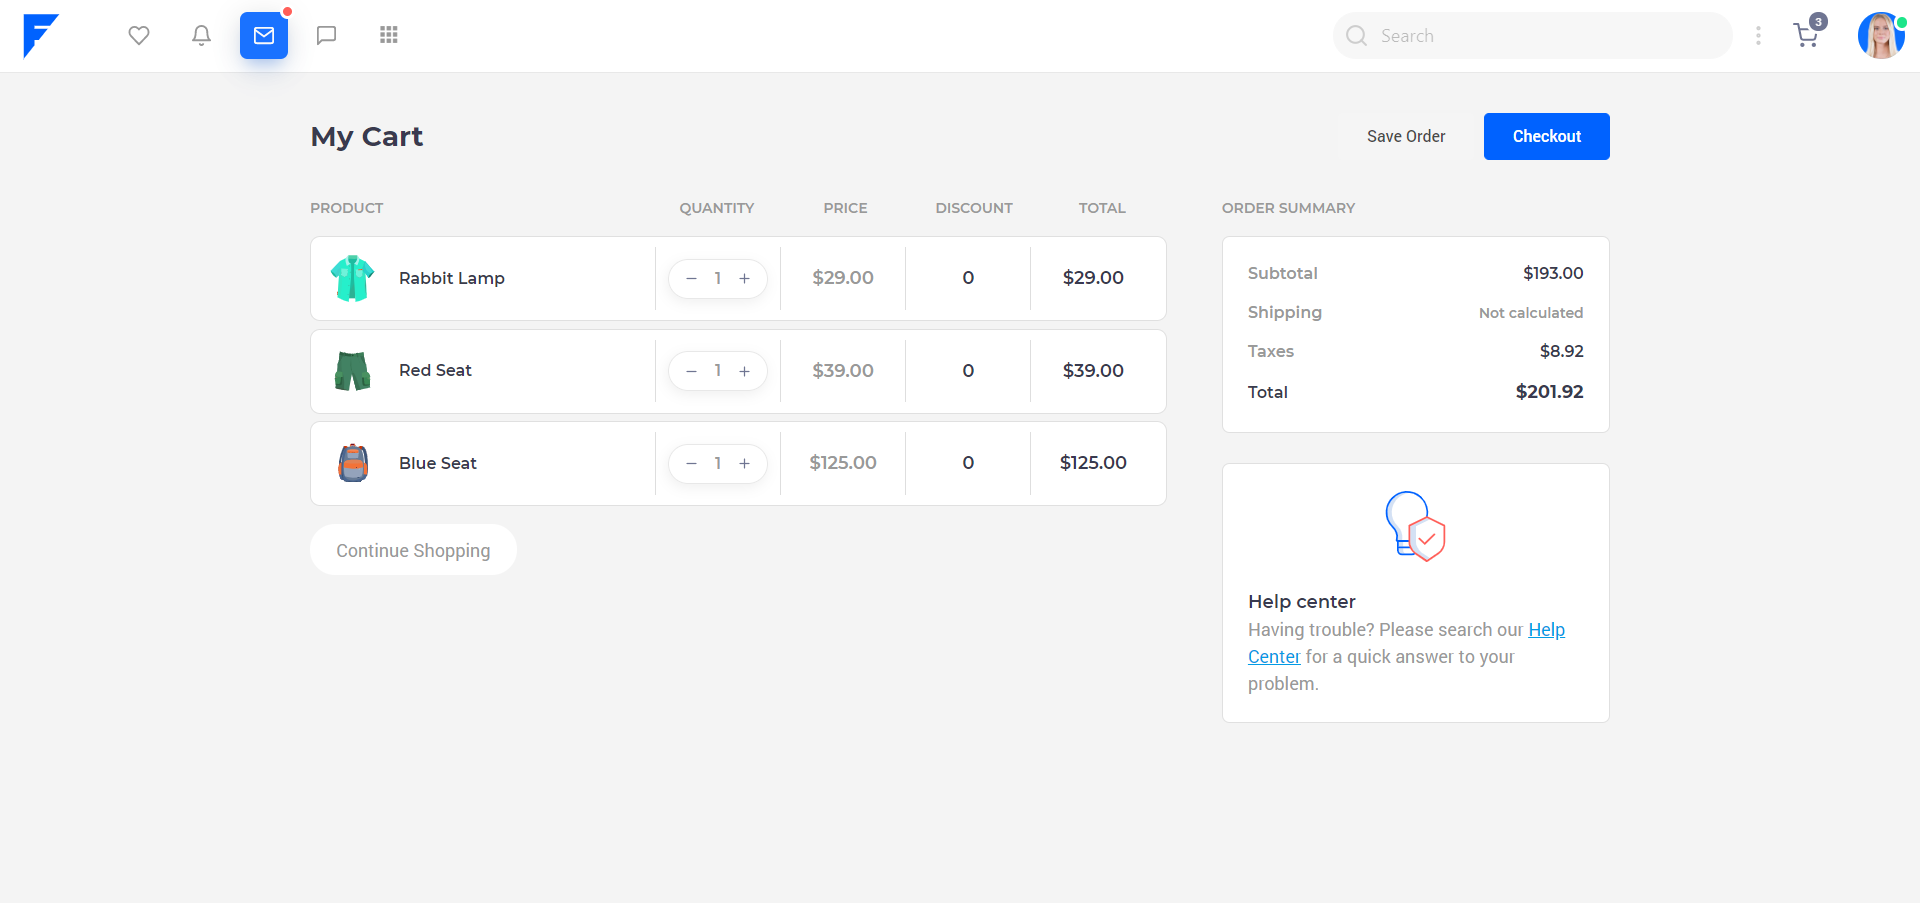 Search
3
My Cart
Save Order
Checkout
PRODUCT QUANTITY PRICE DISCOUNT TOTAL
Rabbit Lamp − 1 + $29.00 0 $29.00
Red Seat − 1 + $39.00 0 $39.00
Blue Seat − 1 + $125.00 0 $125.00
Continue Shopping
ORDER SUMMARY
Subtotal $193.00
Shipping Not calculated
Taxes $8.92
Total $201.92
Help center
Having trouble? Please search our Help
Center for a quick answer to your
problem.